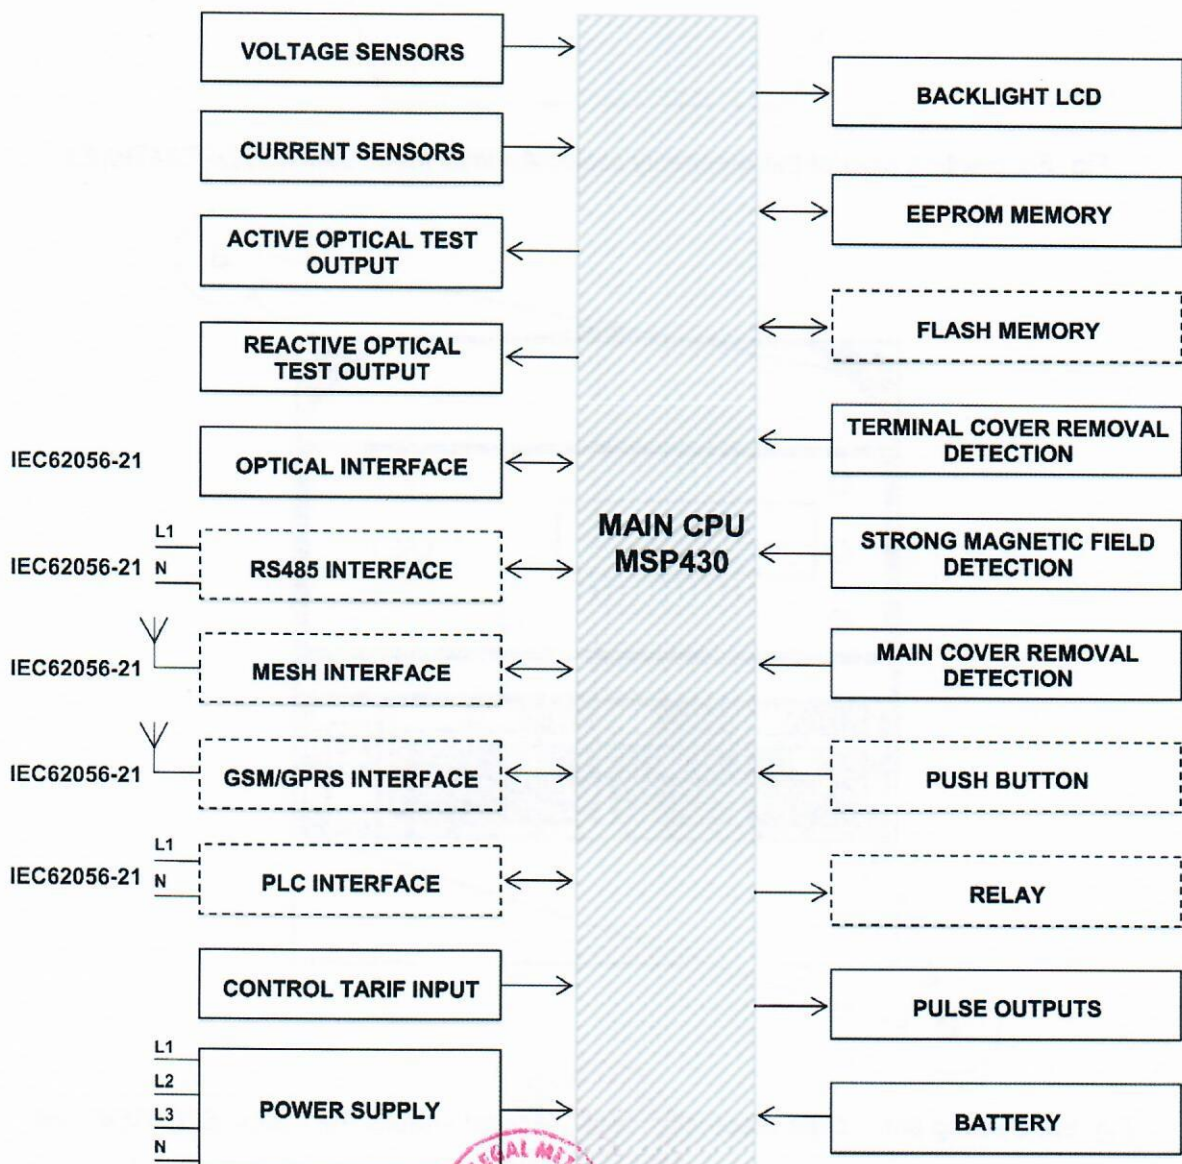 VOLTAGE SENSORS
CURRENT SENSORS
ACTIVE OPTICAL TEST
OUTPUT
REACTIVE OPTICAL
TEST OUTPUT
IEC62056-21
OPTICAL INTERFACE
L1
IEC62056-21
N
RS485 INTERFACE
IEC62056-21
MESH INTERFACE
IEC62056-21
GSM/GPRS INTERFACE
L1
IEC62056-21
N
PLC INTERFACE
CONTROL TARIF INPUT
L1
L2
L3
N
POWER SUPPLY
MAIN CPU
MSP430
BACKLIGHT LCD
EEPROM MEMORY
FLASH MEMORY
TERMINAL COVER REMOVAL
DETECTION
STRONG MAGNETIC FIELD
DETECTION
MAIN COVER REMOVAL
DETECTION
PUSH BUTTON
RELAY
PULSE OUTPUTS
BATTERY
LEGAL MET